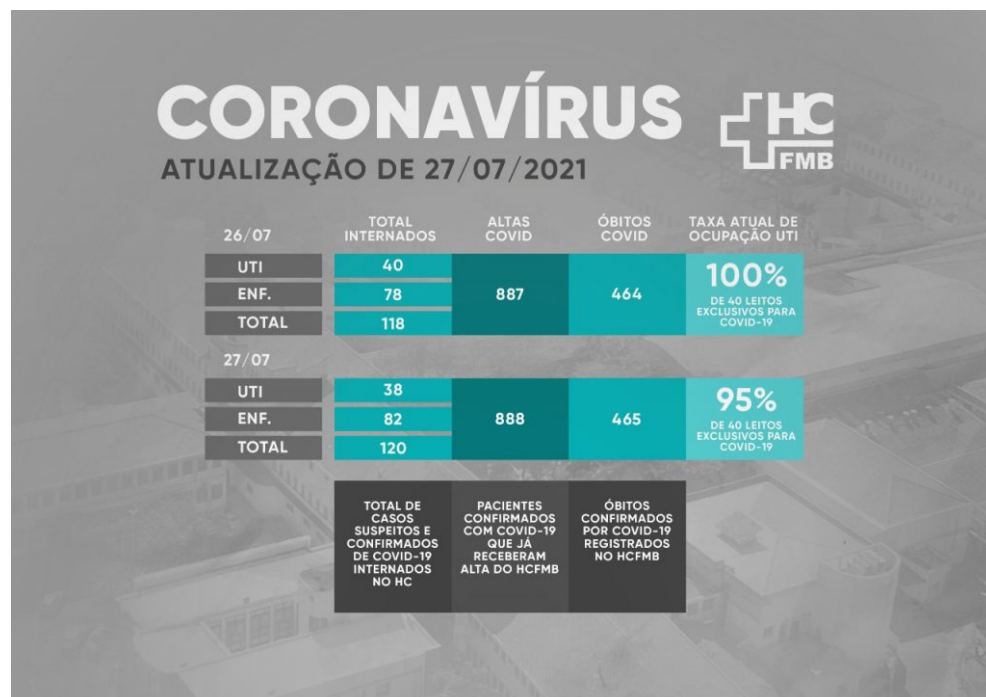 CORONAVÍRUS
HC
FMB
ATUALIZAÇÃO DE 27/07/2021
26/07
TOTAL
INTERNADOS
ALTAS
COVID
ÓBITOS
COVID
TAXA ATUAL DE
OCUPAÇÃO UTI
UTI
40
ENF.
78
TOTAL
118
887
464
100%
DE 40 LEITOS
EXCLUSIVOS PARA
COVID-19
27/07
UTI
38
ENF.
82
TOTAL
120
888
465
95%
DE 40 LEITOS
EXCLUSIVOS PARA
COVID-19
TOTAL DE
CASOS
SUSPEITOS E
CONFIRMADOS
DE COVID-19
INTERNADOS
NO HC
PACIENTES
CONFIRMADOS
COM COVID-19
QUE JÁ
RECEBERAM
ALTA DO HCFMB
ÓBITOS
CONFIRMADOS
POR COVID-19
REGISTRADOS
NO HCFMB